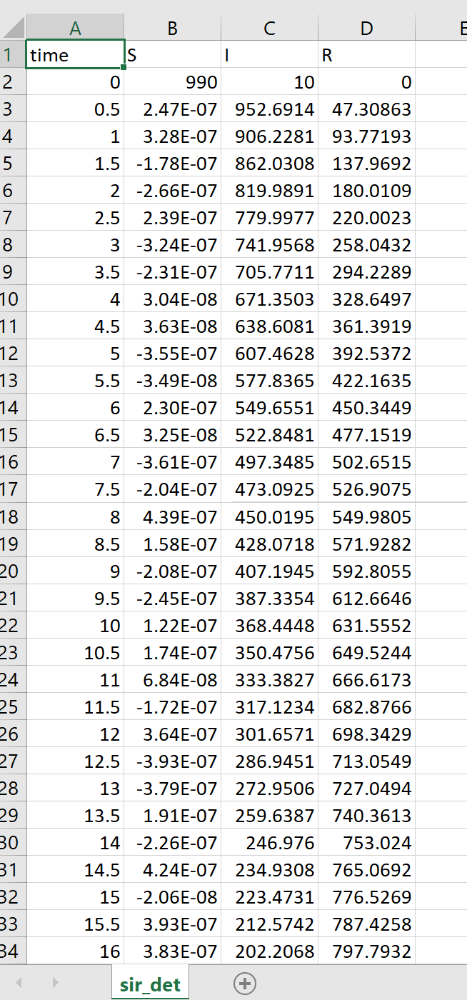 A B C D E
1 time S I R
2 0 990 10 0
3 0.5 2.47E-07 952.6914 47.30863
4 1 3.28E-07 906.2281 93.77193
5 1.5 -1.78E-07 862.0308 137.9692
6 2 -2.66E-07 819.9891 180.0109
7 2.5 2.39E-07 779.9977 220.0023
8 3 -3.24E-07 741.9568 258.0432
9 3.5 -2.31E-07 705.7711 294.2289
10 4 3.04E-08 671.3503 328.6497
11 4.5 3.63E-08 638.6081 361.3919
12 5 -3.55E-07 607.4628 392.5372
13 5.5 -3.49E-08 577.8365 422.1635
14 6 2.30E-07 549.6551 450.3449
15 6.5 3.25E-08 522.8481 477.1519
16 7 -3.61E-07 497.3485 502.6515
17 7.5 -2.04E-07 473.0925 526.9075
18 8 4.39E-07 450.0195 549.9805
19 8.5 1.58E-07 428.0718 571.9282
20 9 -2.08E-07 407.1945 592.8055
21 9.5 -2.45E-07 387.3354 612.6646
22 10 1.22E-07 368.4448 631.5552
23 10.5 1.74E-07 350.4756 649.5244
24 11 6.84E-08 333.3827 666.6173
25 11.5 -1.72E-07 317.1234 682.8766
26 12 3.64E-07 301.6571 698.3429
27 12.5 -3.93E-07 286.9451 713.0549
28 13 -3.79E-07 272.9506 727.0494
29 13.5 1.91E-07 259.6387 740.3613
30 14 -2.26E-07 246.976 753.024
31 14.5 4.24E-07 234.9308 765.0692
32 15 -2.06E-08 223.4731 776.5269
33 15.5 3.93E-07 212.5742 787.4258
34 16 3.83E-07 202.2068 797.7932
sir_det